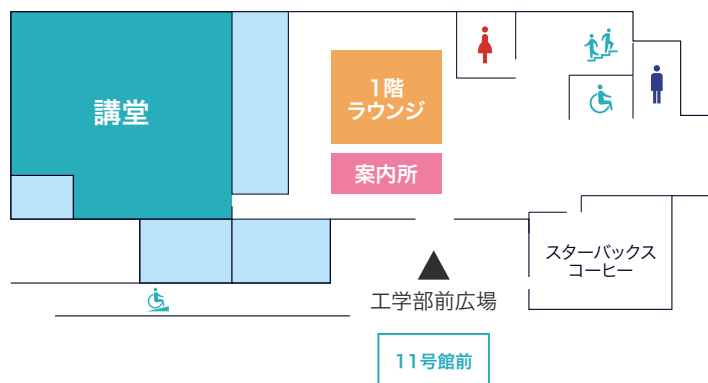 講堂
1階
ラウンジ
案内所
スターバックス
コーヒー
工学部前広場
11号館前